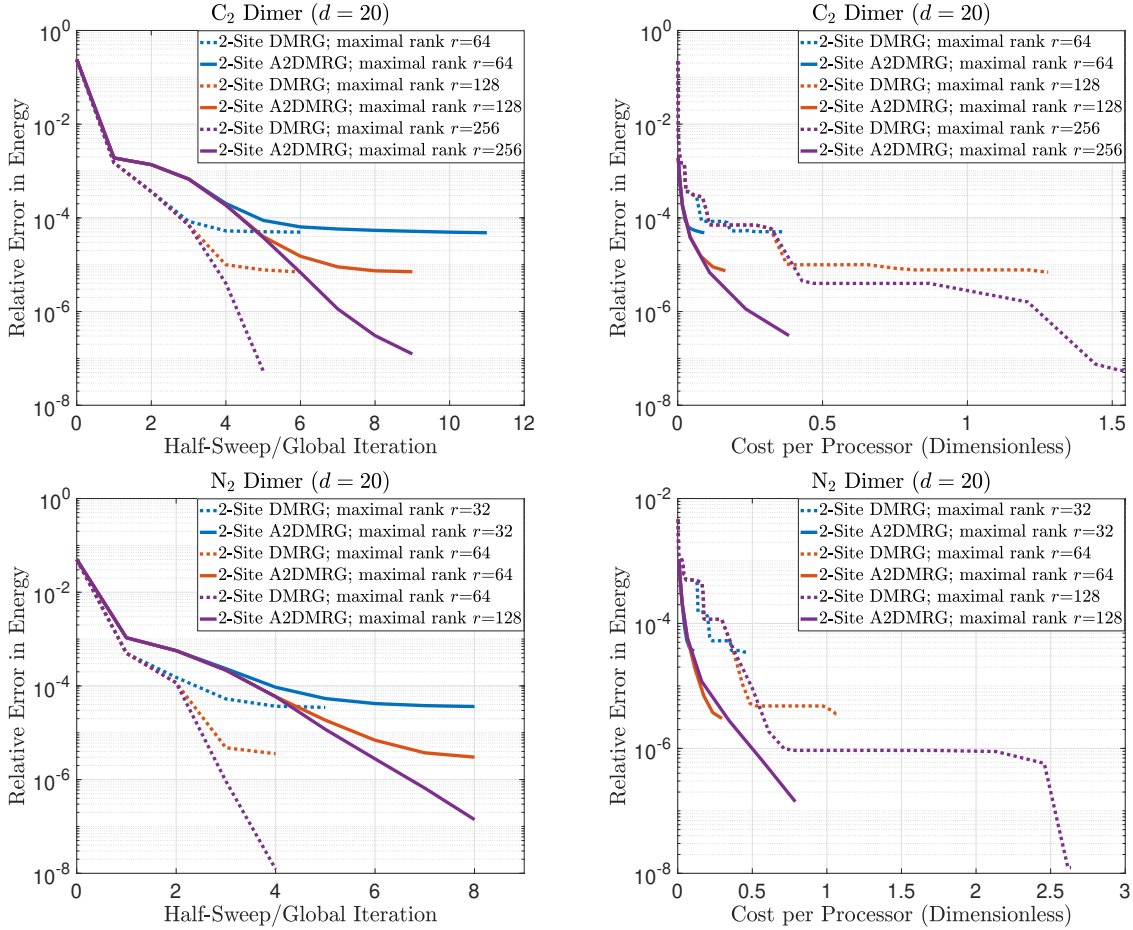 C₂ Dimer (d = 20)
10⁰
10⁻²
10⁻⁴
10⁻⁶
10⁻⁸
Relative Error in Energy
2-Site DMRG; maximal rank r=64
2-Site A2DMRG; maximal rank r=64
2-Site DMRG; maximal rank r=128
2-Site A2DMRG; maximal rank r=128
2-Site DMRG; maximal rank r=256
2-Site A2DMRG; maximal rank r=256
0 2 4 6 8 10 12
Half-Sweep/Global Iteration
C₂ Dimer (d = 20)
10⁰
10⁻²
10⁻⁴
10⁻⁶
10⁻⁸
Relative Error in Energy
2-Site DMRG; maximal rank r=64
2-Site A2DMRG; maximal rank r=64
2-Site DMRG; maximal rank r=128
2-Site A2DMRG; maximal rank r=128
2-Site DMRG; maximal rank r=256
2-Site A2DMRG; maximal rank r=256
0 0.5 1 1.5
Cost per Processor (Dimensionless)
N₂ Dimer (d = 20)
10⁰
10⁻²
10⁻⁴
10⁻⁶
10⁻⁸
Relative Error in Energy
2-Site DMRG; maximal rank r=32
2-Site A2DMRG; maximal rank r=32
2-Site DMRG; maximal rank r=64
2-Site A2DMRG; maximal rank r=64
2-Site DMRG; maximal rank r=64
2-Site A2DMRG; maximal rank r=128
0 2 4 6 8
Half-Sweep/Global Iteration
N₂ Dimer (d = 20)
10⁻²
10⁻⁴
10⁻⁶
10⁻⁸
Relative Error in Energy
2-Site DMRG; maximal rank r=32
2-Site A2DMRG; maximal rank r=32
2-Site DMRG; maximal rank r=64
2-Site A2DMRG; maximal rank r=64
2-Site DMRG; maximal rank r=128
2-Site A2DMRG; maximal rank r=128
0 0.5 1 1.5 2 2.5 3
Cost per Processor (Dimensionless)